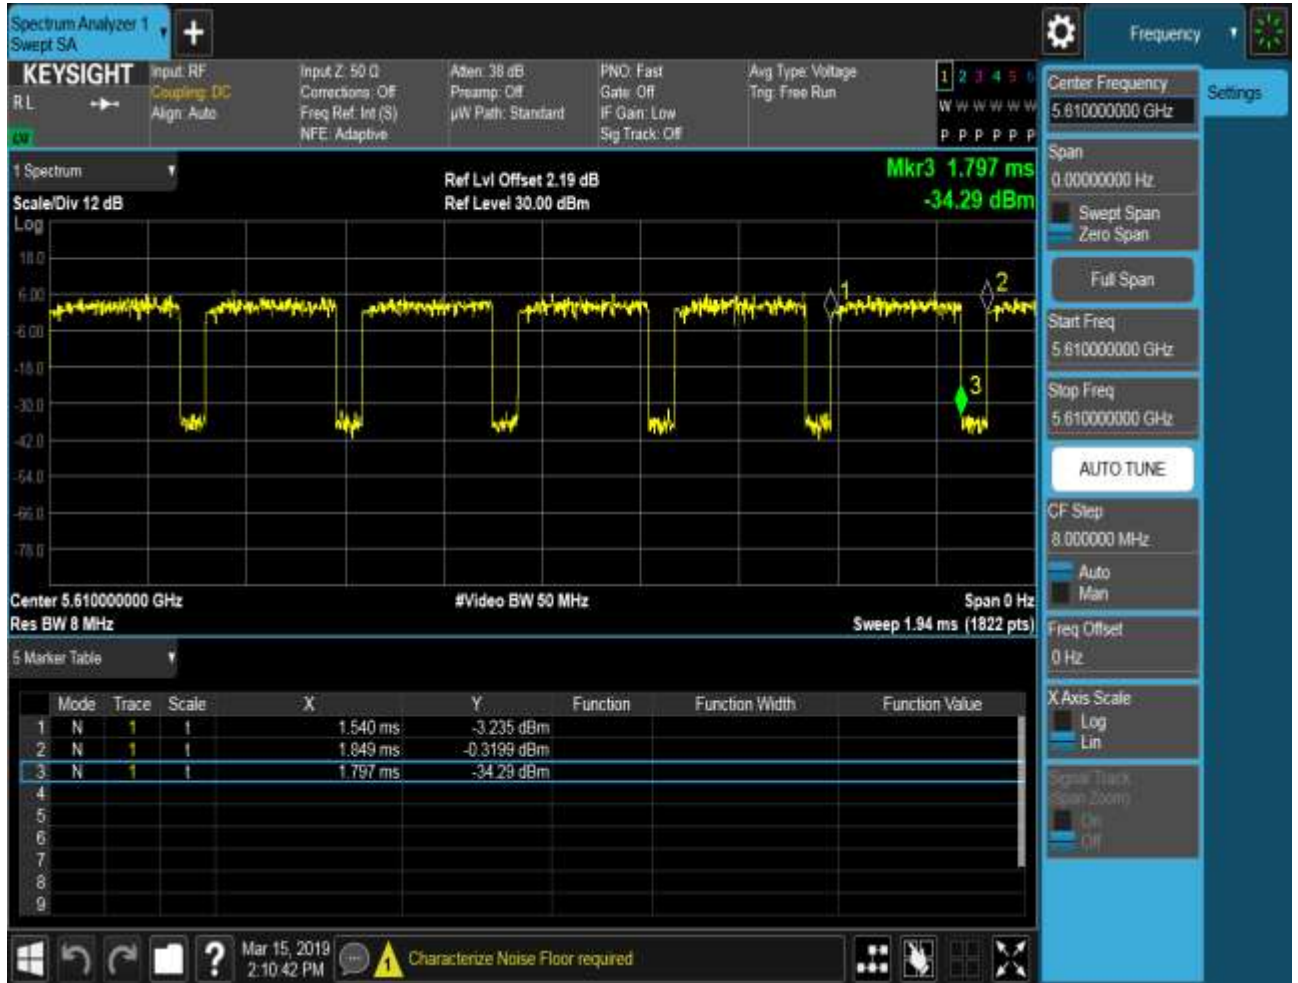 Spectrum Analyzer 1
Swept SA
+
Frequency
KEYSIGHT
Input: RF
Coupling: DC
Align: Auto
Input Z: 50 Ω
Corrections: Off
Freq Ref: Int (S)
NFE: Adaptive
Atten: 38 dB
Preamp: Off
µW Path: Standard
PNO: Fast
Gate: Off
IF Gain: Low
Sig Track: Off
Avg Type: Voltage
Trig: Free Run
1 2 3 4 5 6
W W W W W W
P P P P P P
RL
1 Spectrum
Scale/Div 12 dB
Log
Ref Lvl Offset 2.19 dB
Ref Level 30.00 dBm
Mkr3 1.797 ms
-34.29 dBm
18.0
6.00
-6.00
-18.0
-30.0
-42.0
-54.0
-66.0
-78.0
1
2
3
Center 5.610000000 GHz
Res BW 8 MHz
#Video BW 50 MHz
Span 0 Hz
Sweep 1.94 ms (1822 pts)
5 Marker Table
Mode Trace Scale X Y Function Function Width Function Value
1 N 1 t 1.540 ms -3.235 dBm
2 N 1 t 1.849 ms -0.3199 dBm
3 N 1 t 1.797 ms -34.29 dBm
4
5
6
7
8
9
Mar 15, 2019
2:10:42 PM
?
1
Characterize Noise Floor required
Center Frequency
5.610000000 GHz
Settings
Span
0.00000000 Hz
Swept Span
Zero Span
Full Span
Start Freq
5.610000000 GHz
Stop Freq
5.610000000 GHz
AUTO TUNE
CF Step
8.000000 MHz
Auto
Man
Freq Offset
0 Hz
X Axis Scale
Log
Lin
Signal Track
(Span Zoom)
On
Off